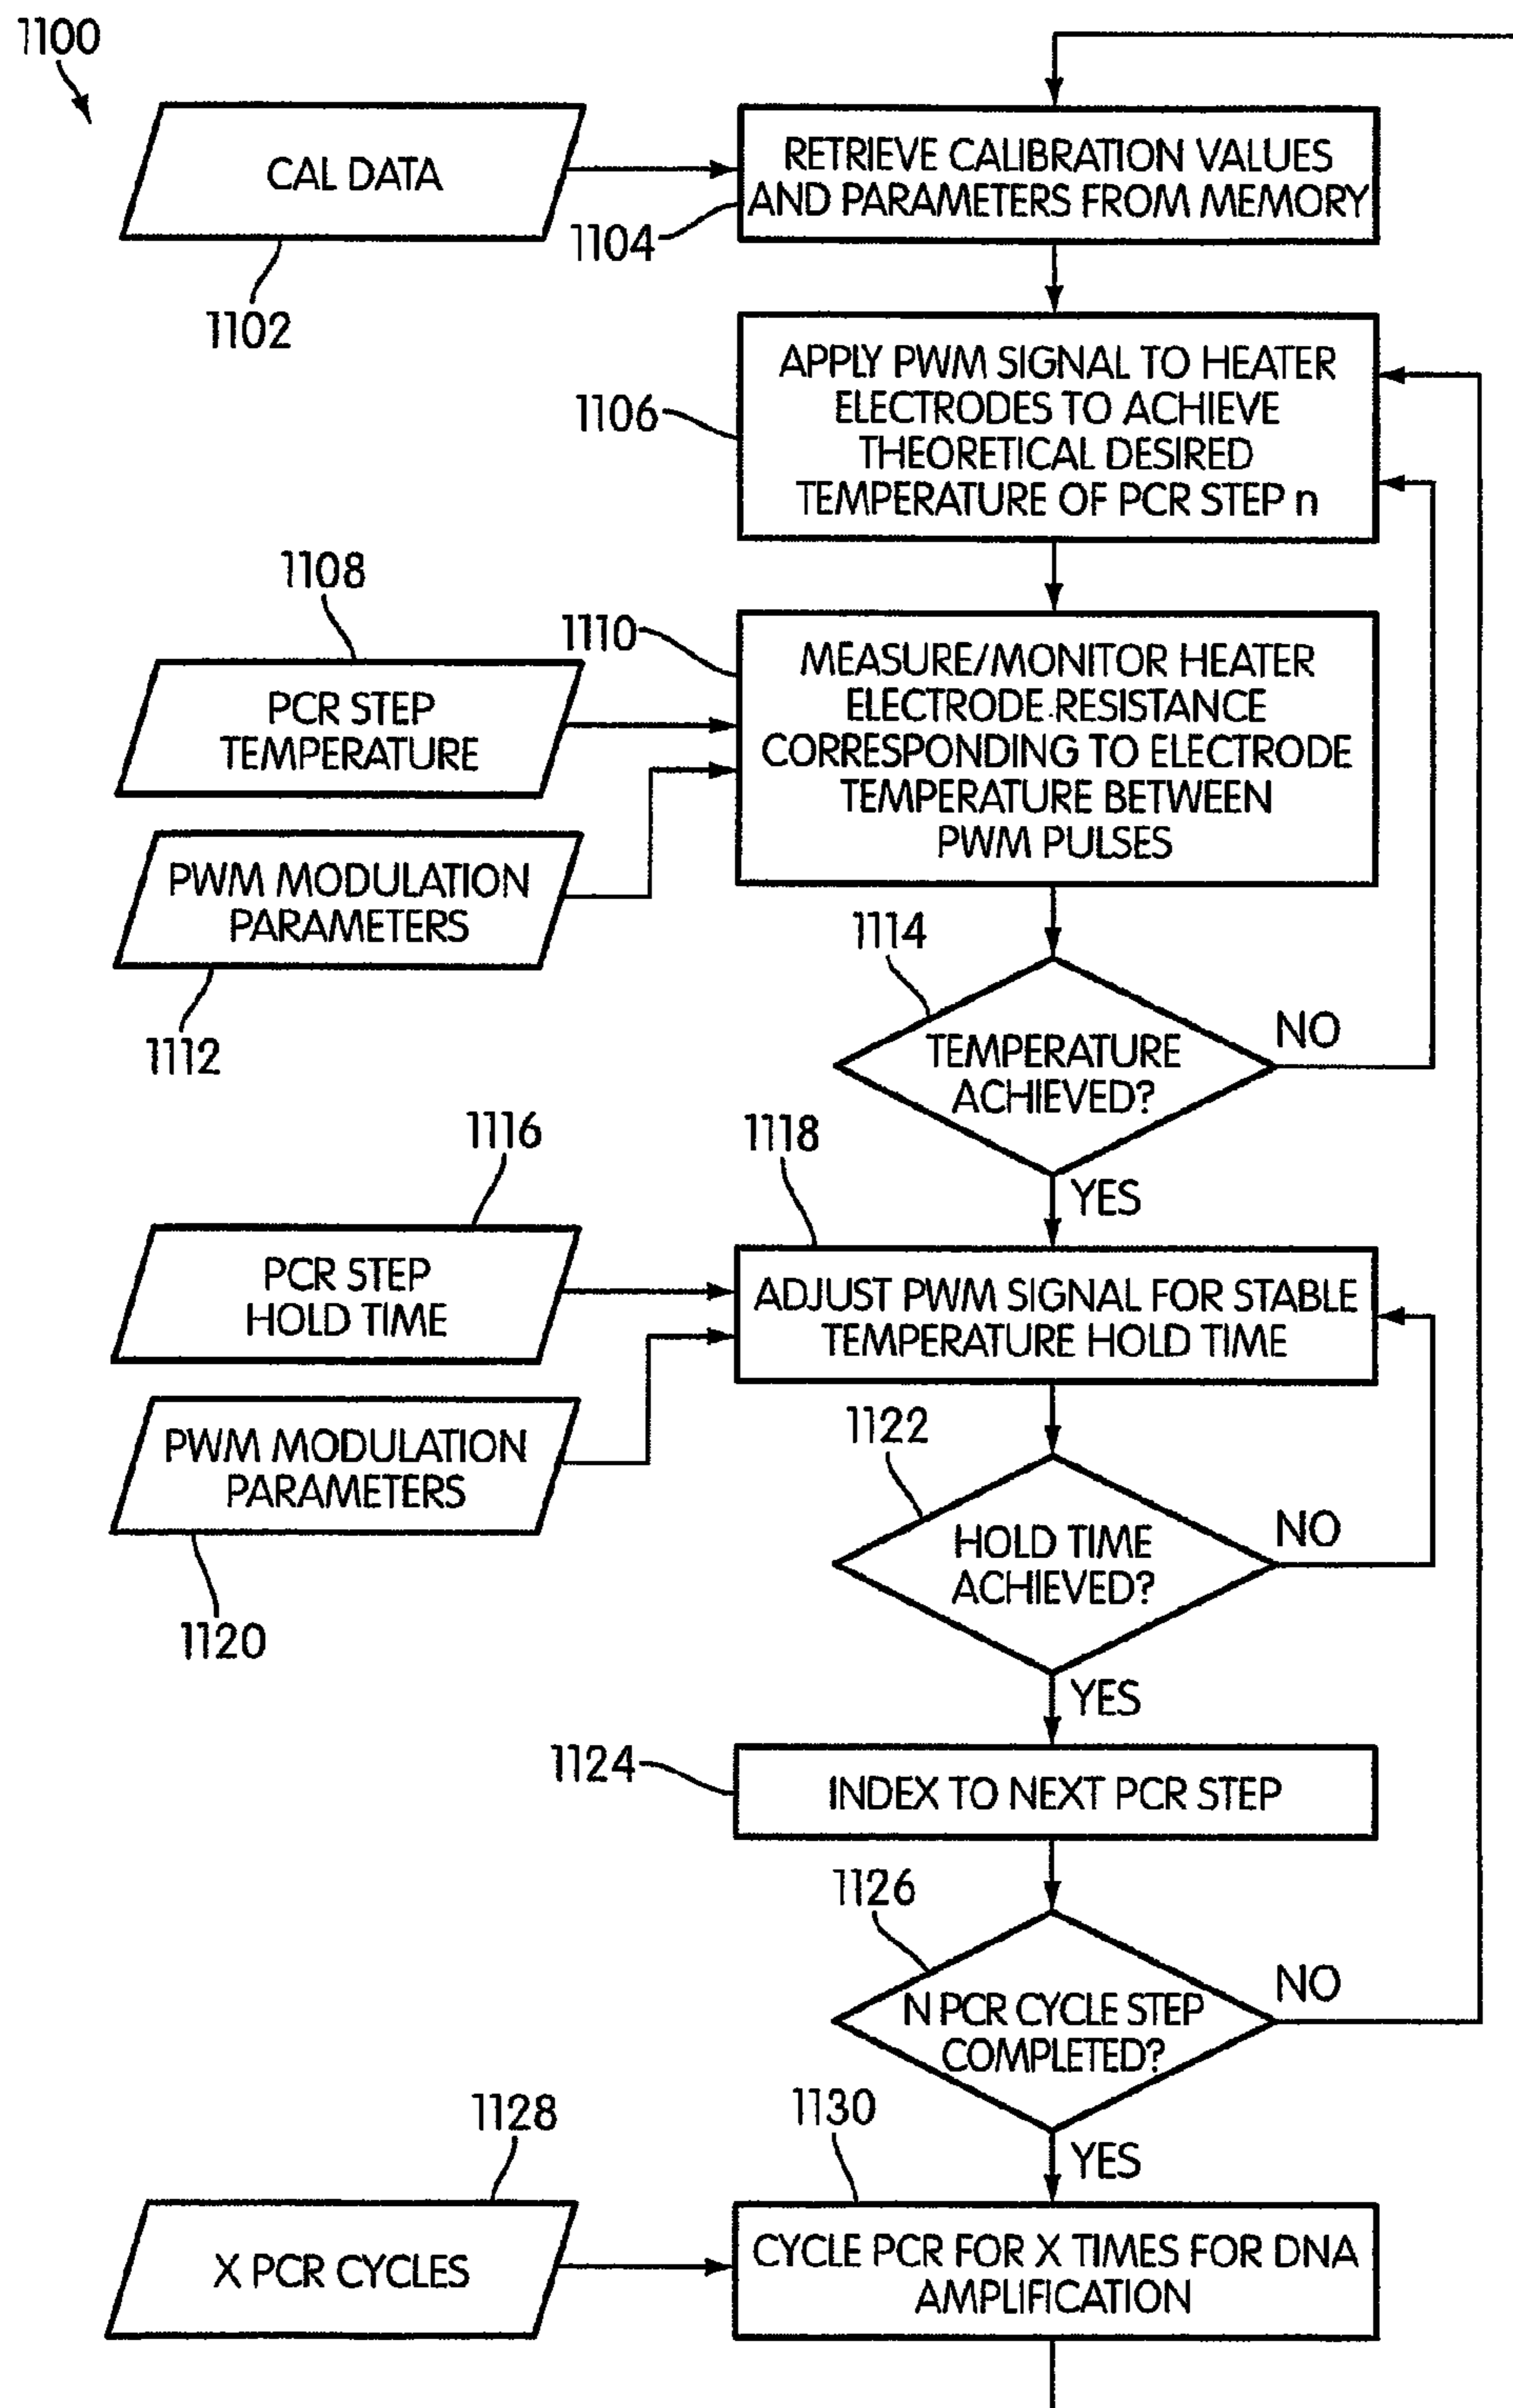 1100
CAL DATA
1102
RETRIEVE CALIBRATION VALUES
AND PARAMETERS FROM MEMORY
1104
APPLY PWM SIGNAL TO HEATER
ELECTRODES TO ACHIEVE
THEORETICAL DESIRED
TEMPERATURE OF PCR STEP n
1106
1108
PCR STEP
TEMPERATURE
1110
MEASURE/MONITOR HEATER
ELECTRODE RESISTANCE
CORRESPONDING TO ELECTRODE
TEMPERATURE BETWEEN
PWM PULSES
PWM MODULATION
PARAMETERS
1112
1114
TEMPERATURE
ACHIEVED?
NO
YES
1116
PCR STEP
HOLD TIME
1118
ADJUST PWM SIGNAL FOR STABLE
TEMPERATURE HOLD TIME
PWM MODULATION
PARAMETERS
1120
1122
HOLD TIME
ACHIEVED?
NO
YES
1124
INDEX TO NEXT PCR STEP
1126
N PCR CYCLE STEP
COMPLETED?
NO
YES
1128
X PCR CYCLES
1130
CYCLE PCR FOR X TIMES FOR DNA
AMPLIFICATION